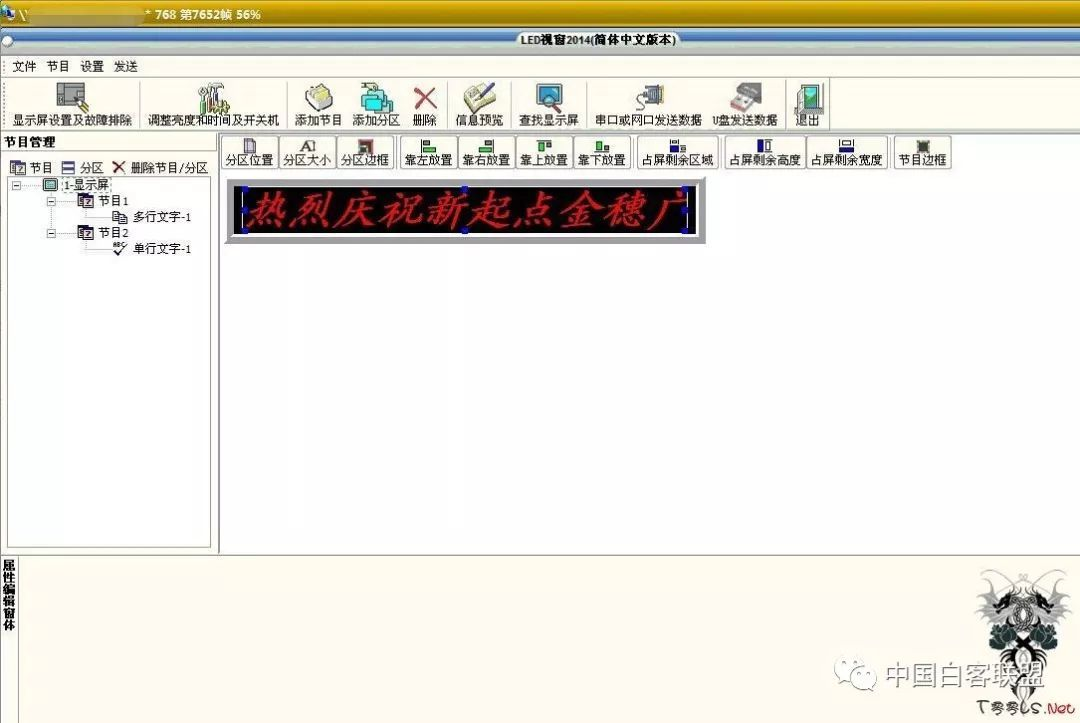 * 768 第7652帧 56%
LED视窗2014(简体中文版本)
文件 节目 设置 发送
显示屏设置及故障排除 调整亮度和时间及开关机 添加节目 添加分区 删除 信息预览 查找显示屏 串口或网口发送数据 U盘发送数据 退出
节目管理
分区位置 分区大小 分区边框 靠左放置 靠右放置 靠上放置 靠下放置 占屏剩余区域 占屏剩余高度 占屏剩余宽度 节目边框
节目 分区 删除节目/分区
1-显示屏
节目1
多行文字-1
节目2
单行文字-1
热烈庆祝新起点金穗广
属性编辑窗体
中国白客联盟
T00LS.Net